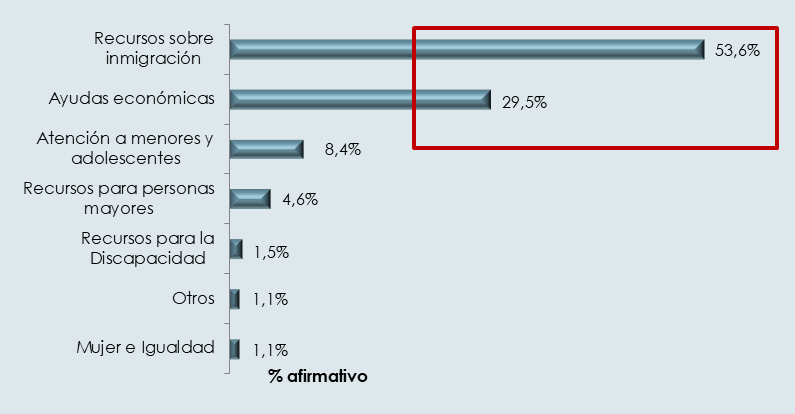 Recursos sobre
inmigración
53,6%
Ayudas económicas
29,5%
Atención a menores y
adolescentes
8,4%
Recursos para personas
mayores
4,6%
Recursos para la
Discapacidad
1,5%
Otros
1,1%
Mujer e Igualdad
1,1%
% afirmativo